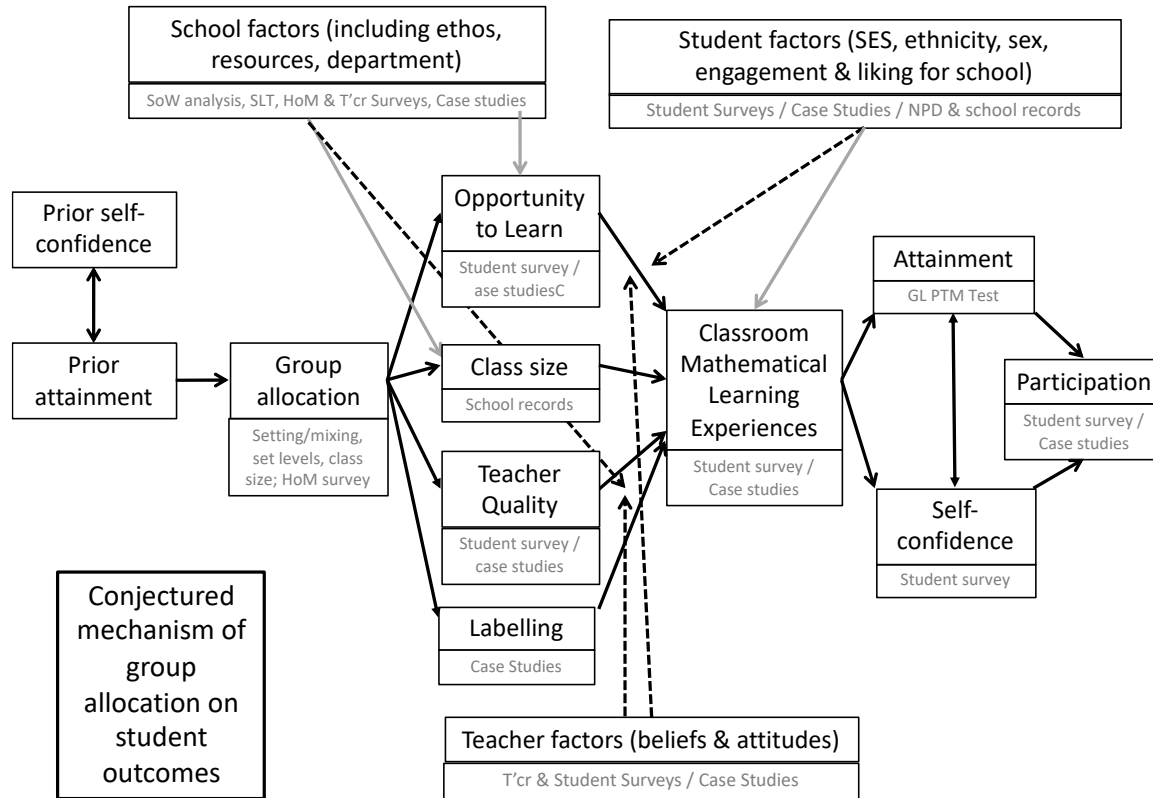 School factors (including ethos,
resources, department)
SoW analysis, SLT, HoM & T'cr Surveys, Case studies
Student factors (SES, ethnicity, sex,
engagement & liking for school)
Student Surveys / Case Studies / NPD & school records
Prior self-
confidence
Prior
attainment
Group
allocation
Setting/mixing,
set levels, class
size; HoM survey
Opportunity
to Learn
Student survey /
ase studiesC
Class size
School records
Teacher
Quality
Student survey /
case studies
Labelling
Case Studies
Classroom
Mathematical
Learning
Experiences
Student survey /
Case studies
Attainment
GL PTM Test
Self-
confidence
Student survey
Participation
Student survey /
Case studies
Conjectured
mechanism of
group
allocation on
student
outcomes
Teacher factors (beliefs & attitudes)
T'cr & Student Surveys / Case Studies